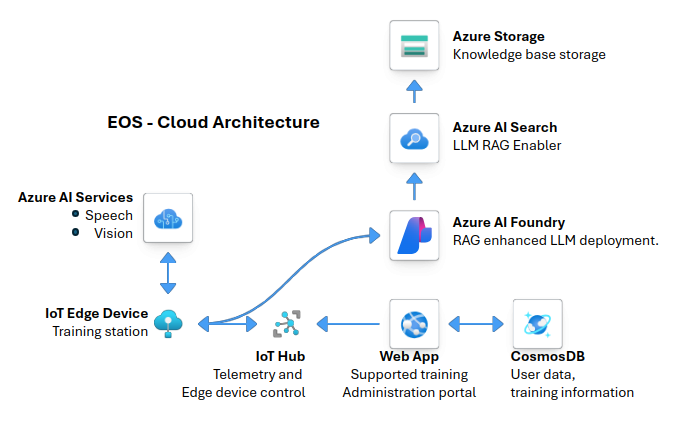 Azure Storage
Knowledge base storage
EOS - Cloud Architecture
Azure AI Search
LLM RAG Enabler
Azure AI Services
Speech
Vision
Azure AI Foundry
RAG enhanced LLM deployment.
IoT Edge Device
Training station
IoT Hub
Telemetry and
Edge device control
Web App
Supported training
Administration portal
CosmosDB
User data,
training information